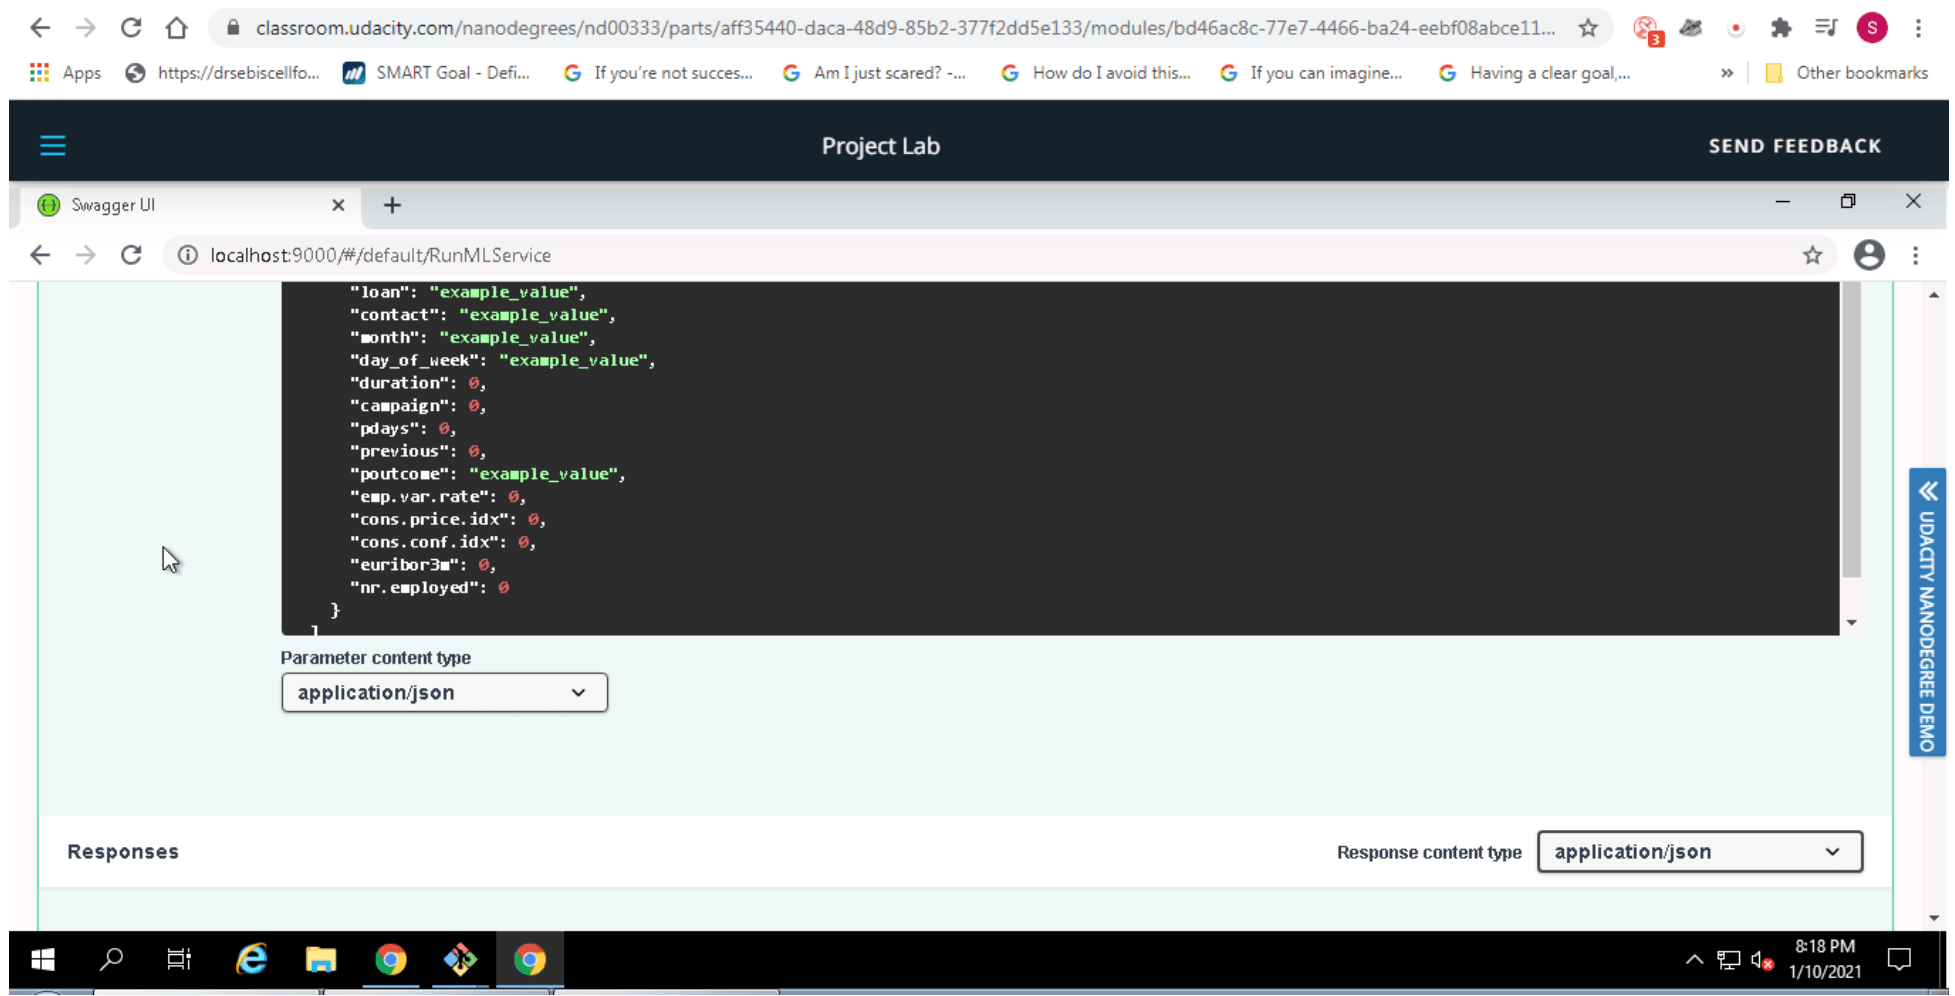 classroom.udacity.com/nanodegrees/nd00333/parts/aff35440-daca-48d9-85b2-377f2dd5e133/modules/bd46ac8c-77e7-4466-ba24-eebf08abce11...
3
S
Apps
https://drsebiscellfo...
SMART Goal - Defi...
If you're not succes...
Am I just scared? -...
How do I avoid this...
If you can imagine...
Having a clear goal,...
»
Other bookmarks
Project Lab
SEND FEEDBACK
Swagger UI
localhost:9000/#/default/RunMLService
"loan": "example_value",
"contact": "example_value",
"month": "example_value",
"day_of_week": "example_value",
"duration": 0,
"campaign": 0,
"pdays": 0,
"previous": 0,
"poutcome": "example_value",
"emp.var.rate": 0,
"cons.price.idx": 0,
"cons.conf.idx": 0,
"euribor3m": 0,
"nr.employed": 0
}
]
UDACITY NANODEGREE DEMO
Parameter content type
application/json
Responses
Response content type
application/json
8:18 PM
1/10/2021